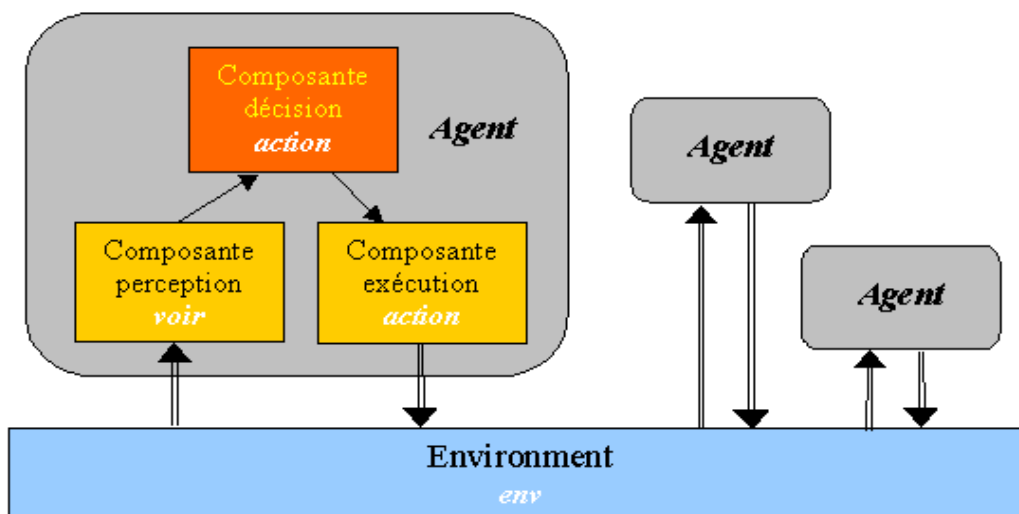 Composante
décision
action
Agent
Composante
perception
voir
Composante
exécution
action
Agent
Agent
Environment
env